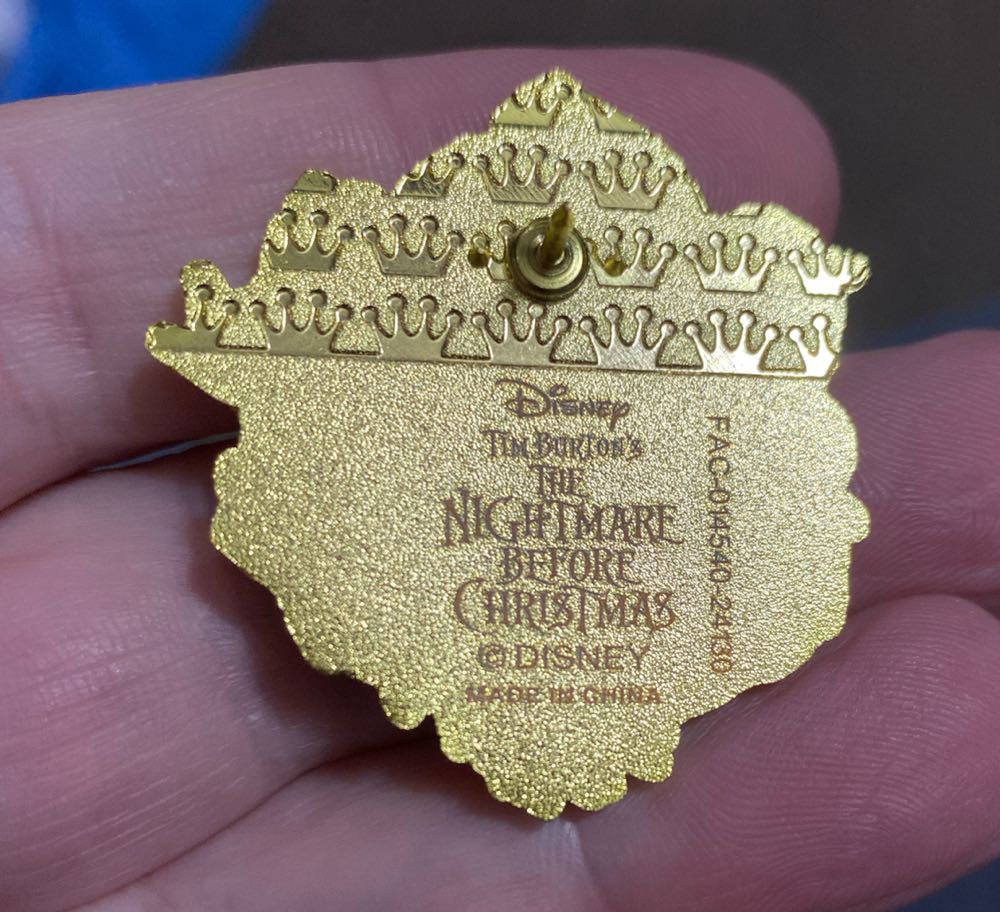 Disney
TIM BURTON'S
THE
NIGHTMARE
BEFORE
CHRISTMAS
© DISNEY
MADE IN CHINA
FAC-014540-24130